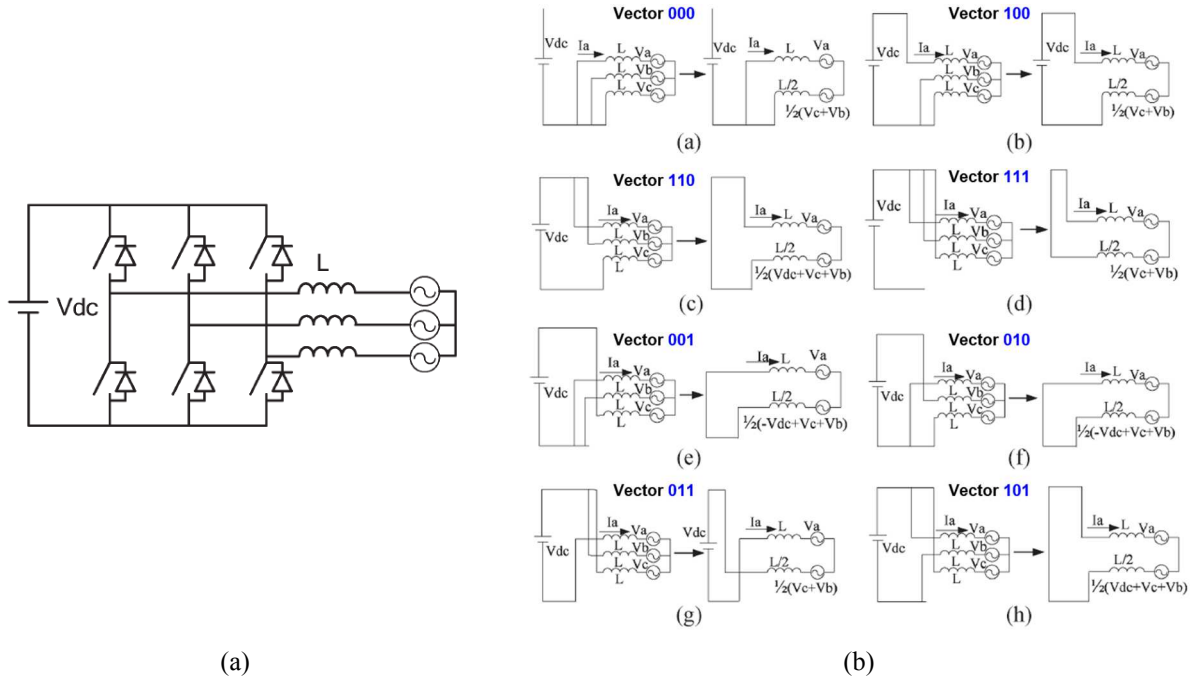 L
Vdc
(a)
Vector 000
Vdc
Ia
L
Va
L
Vb
L
Vc
Vdc
Ia
L
Va
L/2
½(Vc+Vb)
(a)
Vector 100
Vdc
Ia
L
Va
L
Vb
L
Vc
Vdc
Ia
L
Va
L/2
½(Vc+Vb)
(b)
Vector 110
Vdc
Ia
Va
L
Vb
L
Vc
L
Ia
L
Va
L/2
½(Vdc+Vc+Vb)
(c)
Vector 111
Vdc
Ia
Va
L
Vb
L
Vc
L
Ia
L
Va
L/2
½(Vc+Vb)
(d)
Vector 001
Vdc
Ia
Va
L
Vb
L
Vc
L
Ia
L
Va
L/2
½(-Vdc+Vc+Vb)
(e)
Vector 010
Vdc
Ia
Va
L
Vb
L
Vc
L
Ia
L
Va
L/2
½(-Vdc+Vc+Vb)
(f)
Vector 011
Vdc
Ia
Va
L
Vb
L
Vc
L
Vdc
Ia
L
Va
L/2
½(Vc+Vb)
(g)
Vector 101
Vdc
Ia
Va
L
Vb
L
Vc
L
Ia
L
Va
L/2
½(Vdc+Vc+Vb)
(h)
(b)